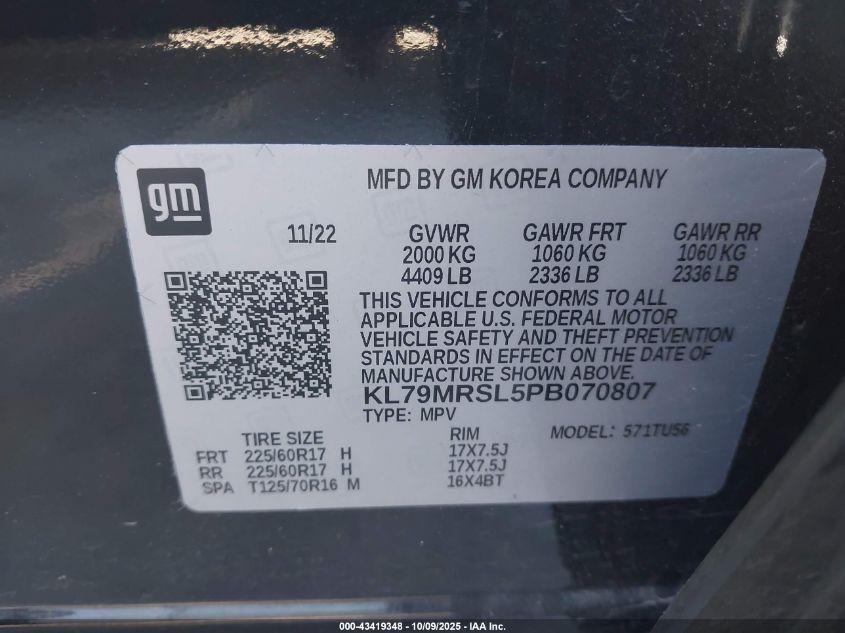 gm
MFD BY GM KOREA COMPANY
11/22 GVWR GAWR FRT GAWR RR
2000 KG 1060 KG 1060 KG
4409 LB 2336 LB 2336 LB
THIS VEHICLE CONFORMS TO ALL
APPLICABLE U.S. FEDERAL MOTOR
VEHICLE SAFETY AND THEFT PREVENTION
STANDARDS IN EFFECT ON THE DATE OF
MANUFACTURE SHOWN ABOVE.
KL79MRSL5PB070807
TYPE: MPV
MODEL: 571TU56
TIRE SIZE RIM
FRT 225/60R17 H 17X7.5J
RR 225/60R17 H 17X7.5J
SPA T125/70R16 M 16X4BT
000-43419348 - 10/09/2025 - IAA Inc.